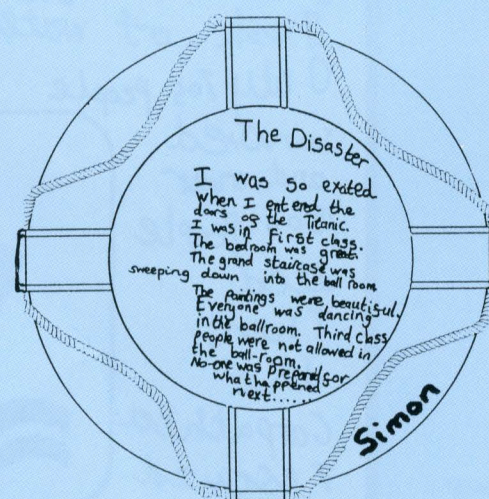 The Disaster
I was so exited
when I entered the
doors of the Titanic.
I was in first class.
The bedroom was great.
The grand staircase was
sweeping down into the ball room
The paintings were beautiful.
Everyone was dancing
in the ballroom. Third class
people were not allowed in
the ball-room.
No-one was prepared for
what happened
next......
Simon